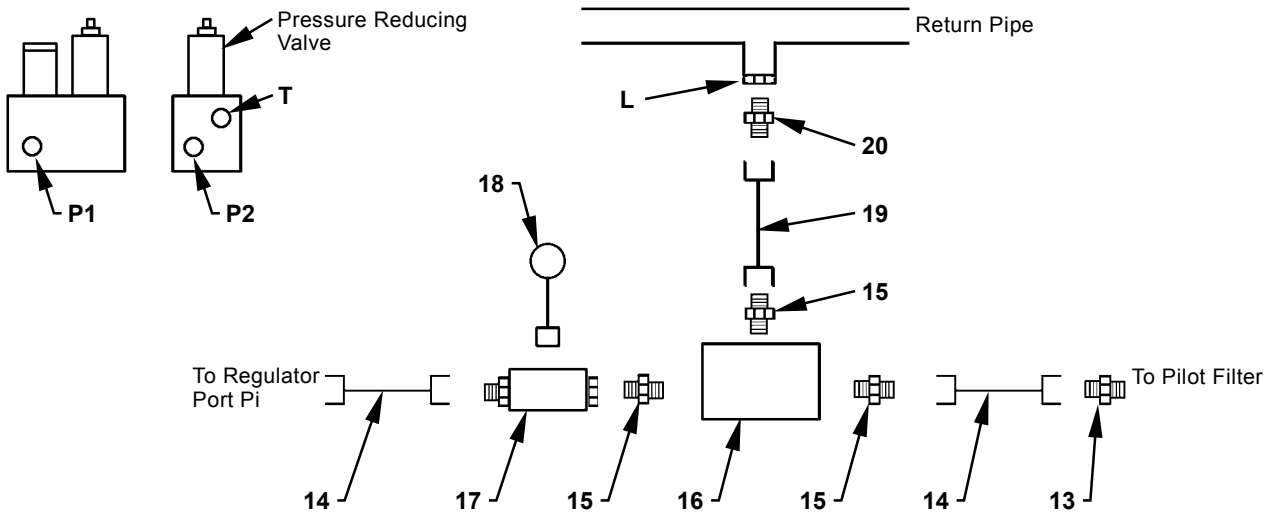 Pressure Reducing
Valve
Return Pipe
T
L
20
P1
P2
18
19
15
To Regulator
Port Pi
To Pilot Filter
14
17
15
16
15
14
13